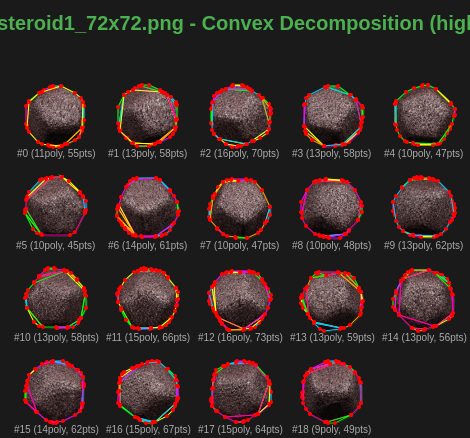 steroid1_72x72.png - Convex Decomposition (high
#0 (11poly, 55pts) #1 (13poly, 58pts) #2 (16poly, 70pts) #3 (13poly, 58pts) #4 (10poly, 47pts)
#5 (10poly, 45pts) #6 (14poly, 61pts) #7 (10poly, 47pts) #8 (10poly, 48pts) #9 (13poly, 62pts)
#10 (13poly, 58pts) #11 (15poly, 66pts) #12 (16poly, 73pts) #13 (13poly, 59pts) #14 (13poly, 56pts)
#15 (14poly, 62pts) #16 (15poly, 67pts) #17 (15poly, 64pts) #18 (9poly, 49pts)